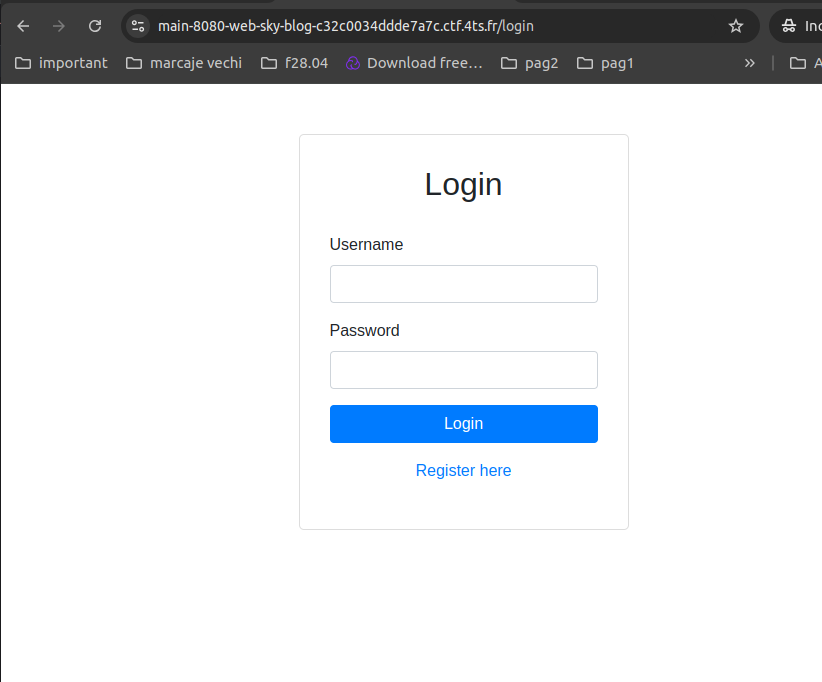 main-8080-web-sky-blog-c32c0034ddde7a7c.ctf.4ts.fr/login
important marcaje vechi f28.04 Download free… pag2 pag1 »
Login
Username
Password
Login
Register here